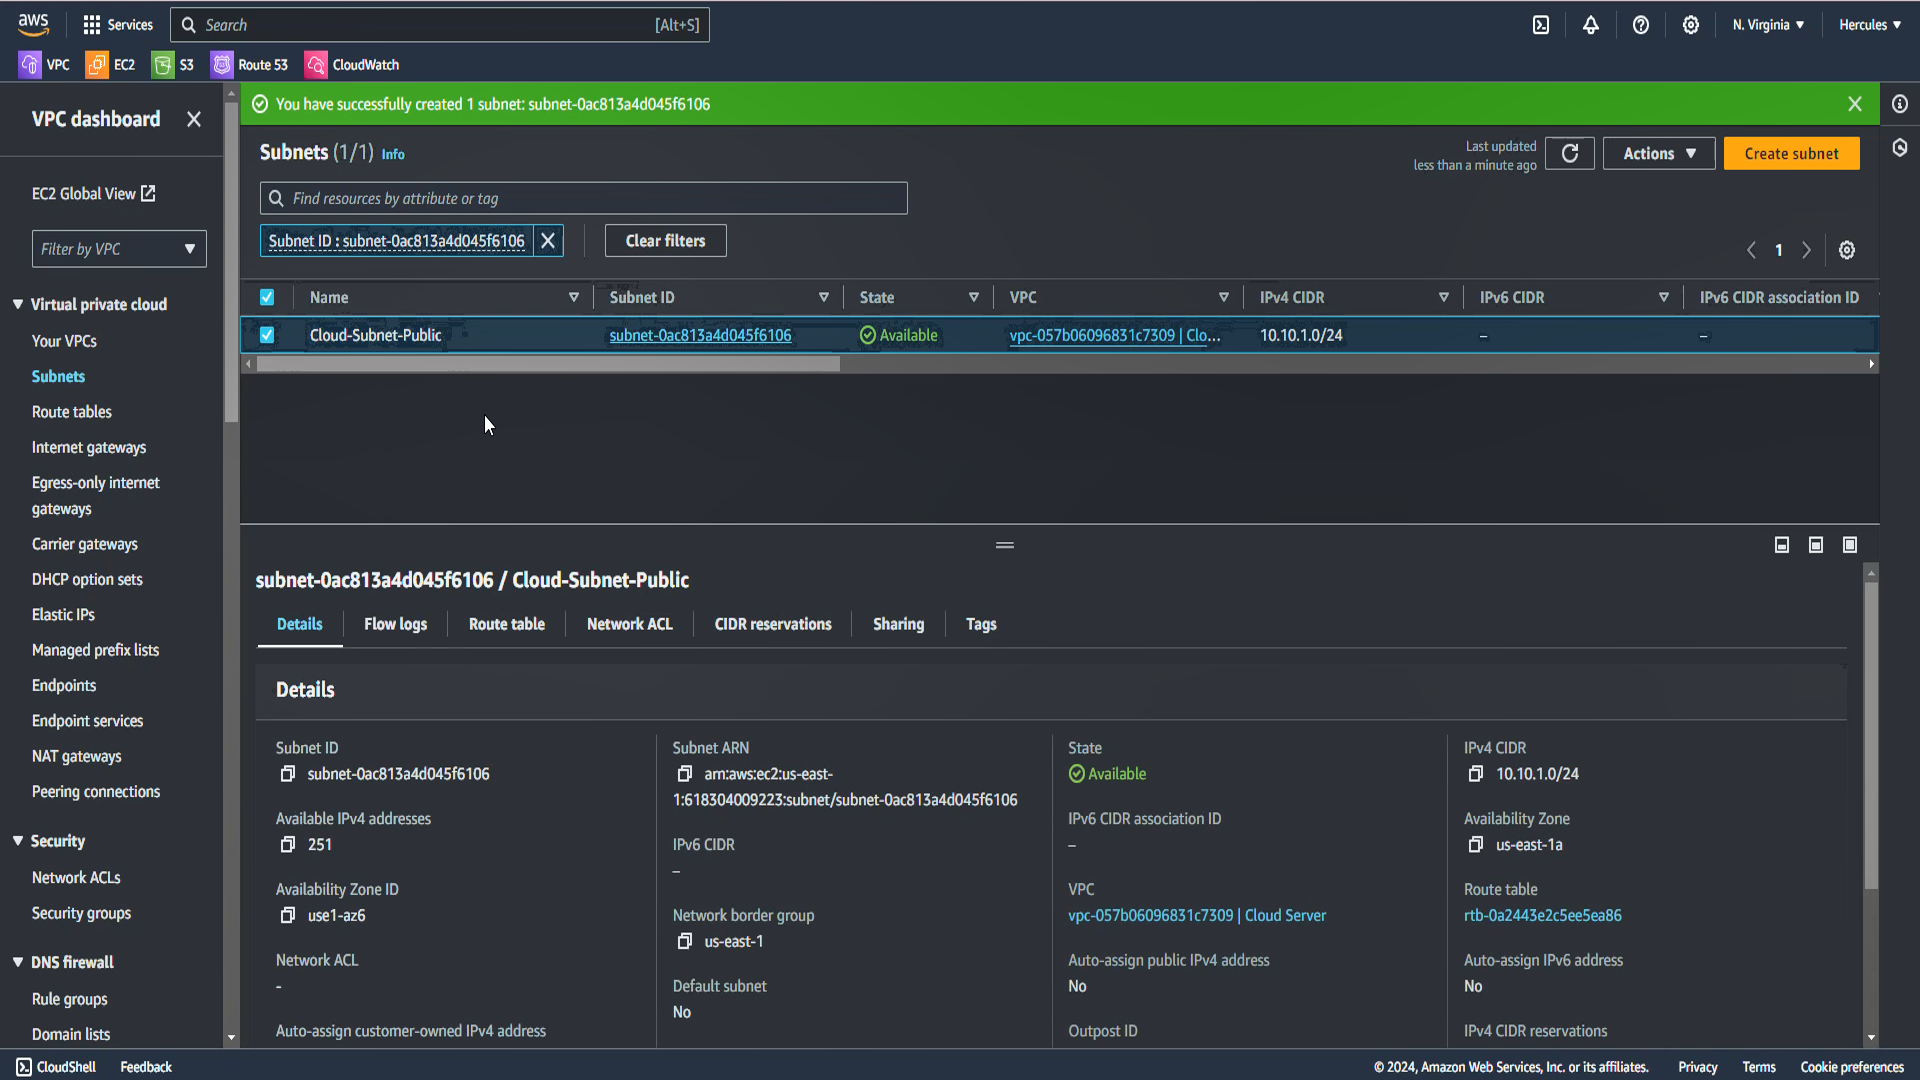 aws
Services
Search
[Alt+S]
N. Virginia
Hercules
VPC
EC2
S3
Route 53
CloudWatch
VPC dashboard
EC2 Global View
Filter by VPC
Virtual private cloud
Your VPCs
Subnets
Route tables
Internet gateways
Egress-only internet
gateways
Carrier gateways
DHCP option sets
Elastic IPs
Managed prefix lists
Endpoints
Endpoint services
NAT gateways
Peering connections
Security
Network ACLs
Security groups
DNS firewall
Rule groups
Domain lists
You have successfully created 1 subnet: subnet-0ac813a4d045f6106
Subnets (1/1) Info
Last updated
less than a minute ago
Actions
Create subnet
Find resources by attribute or tag
Subnet ID : subnet-0ac813a4d045f6106
Clear filters
1
Name Subnet ID State VPC IPv4 CIDR IPv6 CIDR IPv6 CIDR association ID
Cloud-Subnet-Public subnet-0ac813a4d045f6106 Available vpc-057b06096831c7309 | Clo... 10.10.1.0/24 – –
subnet-0ac813a4d045f6106 / Cloud-Subnet-Public
Details Flow logs Route table Network ACL CIDR reservations Sharing Tags
Details
Subnet ID
subnet-0ac813a4d045f6106
Available IPv4 addresses
251
Availability Zone ID
use1-az6
Network ACL
-
Auto-assign customer-owned IPv4 address
Subnet ARN
arn:aws:ec2:us-east-
1:618304009223:subnet/subnet-0ac813a4d045f6106
IPv6 CIDR
–
Network border group
us-east-1
Default subnet
No
State
Available
IPv6 CIDR association ID
–
VPC
vpc-057b06096831c7309 | Cloud Server
Auto-assign public IPv4 address
No
Outpost ID
IPv4 CIDR
10.10.1.0/24
Availability Zone
us-east-1a
Route table
rtb-0a2443e2c5ee5ea86
Auto-assign IPv6 address
No
IPv4 CIDR reservations
CloudShell
Feedback
© 2024, Amazon Web Services, Inc. or its affiliates.
Privacy
Terms
Cookie preferences